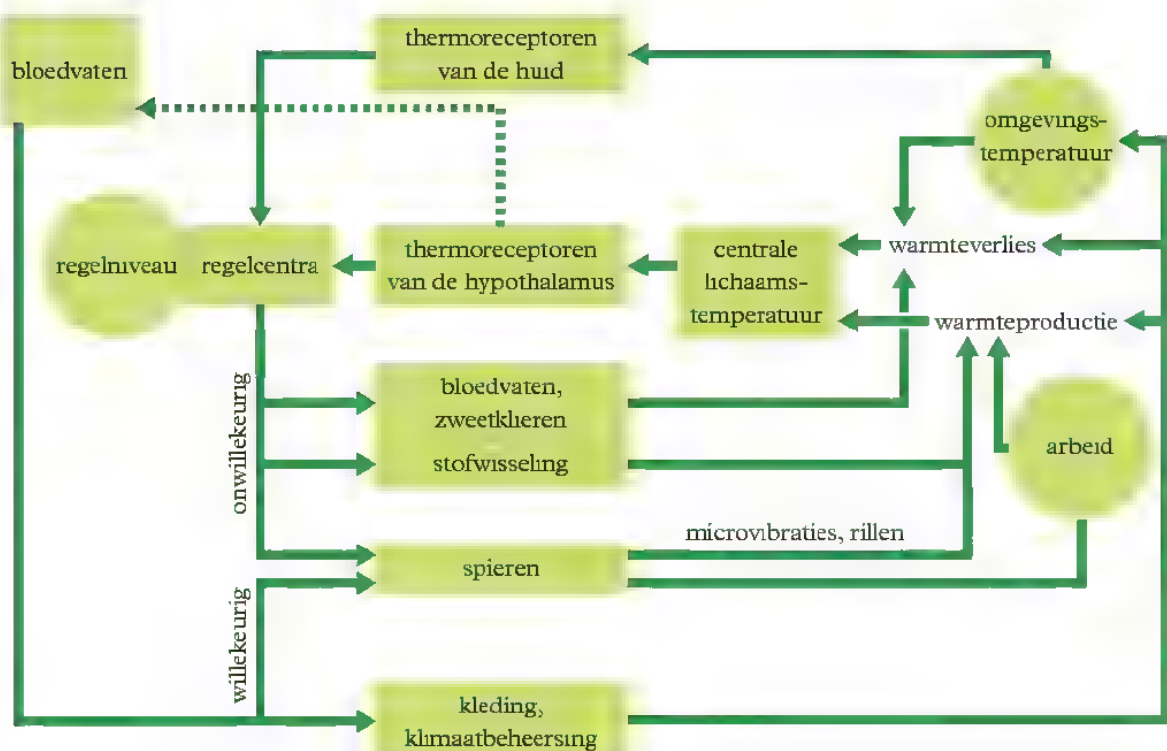 thermoreceptoren
van de huid
bloedvaten
omgevings-
temperatuur
regelniveau
regelcentra
thermoreceptoren
van de hypothalamus
centrale
lichaams-
temperatuur
warmteverlies
warmteproductie
onwillekeurig
bloedvaten,
zweetklieren
stofwisseling
arbeid
microvibraties, rillen
spieren
willekeurig
kleding,
klimaatbeheersing